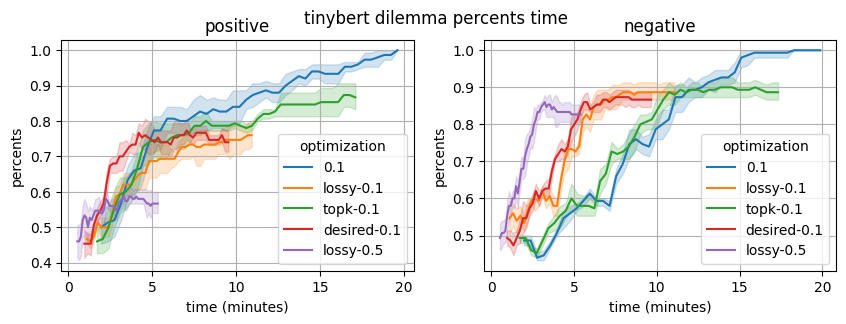 tinybert dilemma percents time
positive
negative
percents
1.0
0.9
0.8
0.7
0.6
0.5
0.4
0
5
10
15
20
time (minutes)
optimization
0.1
lossy-0.1
topk-0.1
desired-0.1
lossy-0.5
percents
1.0
0.9
0.8
0.7
0.6
0.5
0
5
10
15
20
time (minutes)
optimization
0.1
lossy-0.1
topk-0.1
desired-0.1
lossy-0.5